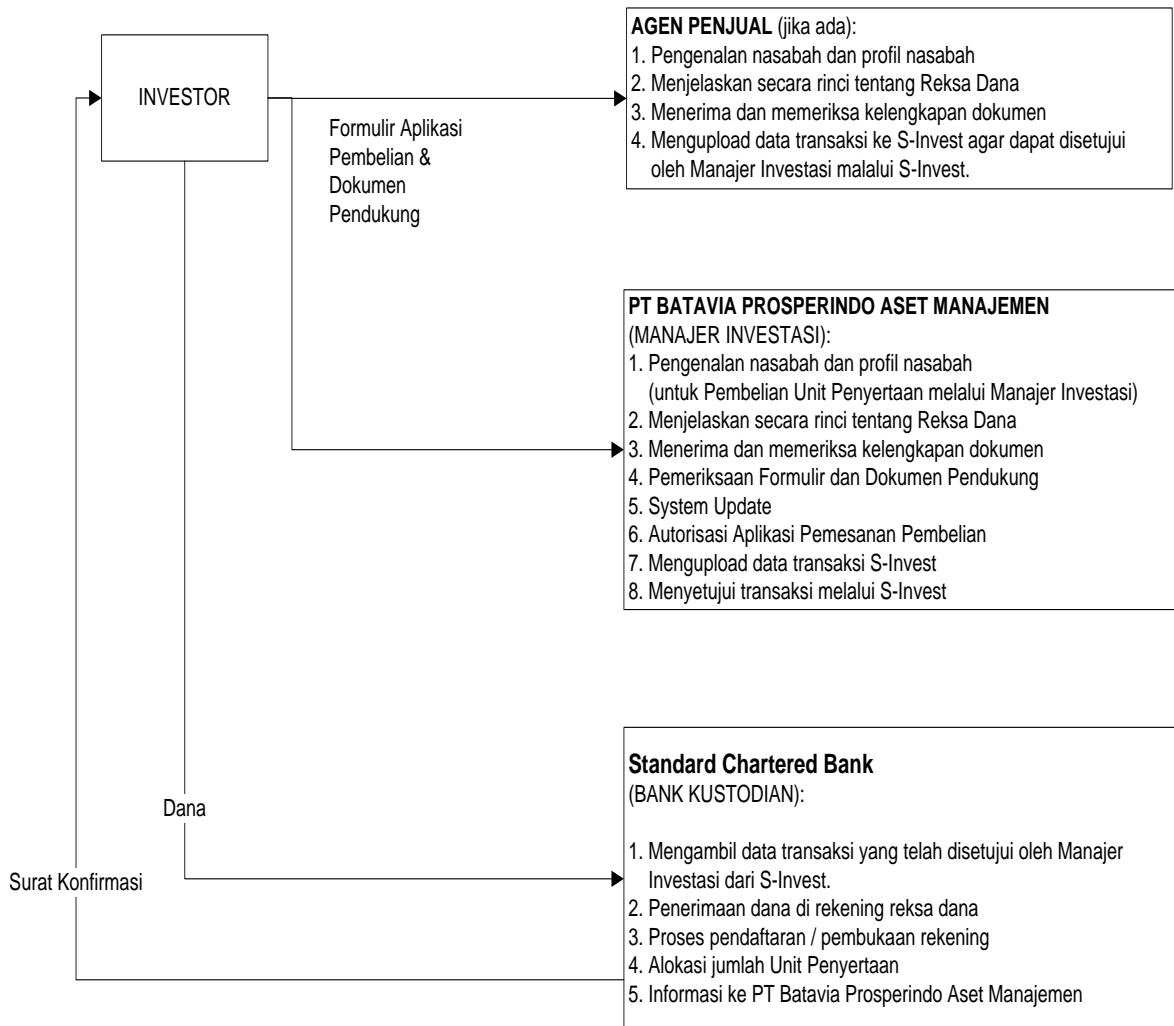 INVESTOR
Formulir Aplikasi
Pembelian &
Dokumen
Pendukung
AGEN PENJUAL (jika ada):
1. Pengenalan nasabah dan profil nasabah
2. Menjelaskan secara rinci tentang Reksa Dana
3. Menerima dan memeriksa kelengkapan dokumen
4. Mengupload data transaksi ke S-Invest agar dapat disetujui
oleh Manajer Investasi malalui S-Invest.
PT BATAVIA PROSPERINDO ASET MANAJEMEN
(MANAJER INVESTASI):
1. Pengenalan nasabah dan profil nasabah
(untuk Pembelian Unit Penyertaan melalui Manajer Investasi)
2. Menjelaskan secara rinci tentang Reksa Dana
3. Menerima dan memeriksa kelengkapan dokumen
4. Pemeriksaan Formulir dan Dokumen Pendukung
5. System Update
6. Autorisasi Aplikasi Pemesanan Pembelian
7. Mengupload data transaksi S-Invest
8. Menyetujui transaksi melalui S-Invest
Dana
Surat Konfirmasi
Standard Chartered Bank
(BANK KUSTODIAN):
1. Mengambil data transaksi yang telah disetujui oleh Manajer
Investasi dari S-Invest.
2. Penerimaan dana di rekening reksa dana
3. Proses pendaftaran / pembukaan rekening
4. Alokasi jumlah Unit Penyertaan
5. Informasi ke PT Batavia Prosperindo Aset Manajemen